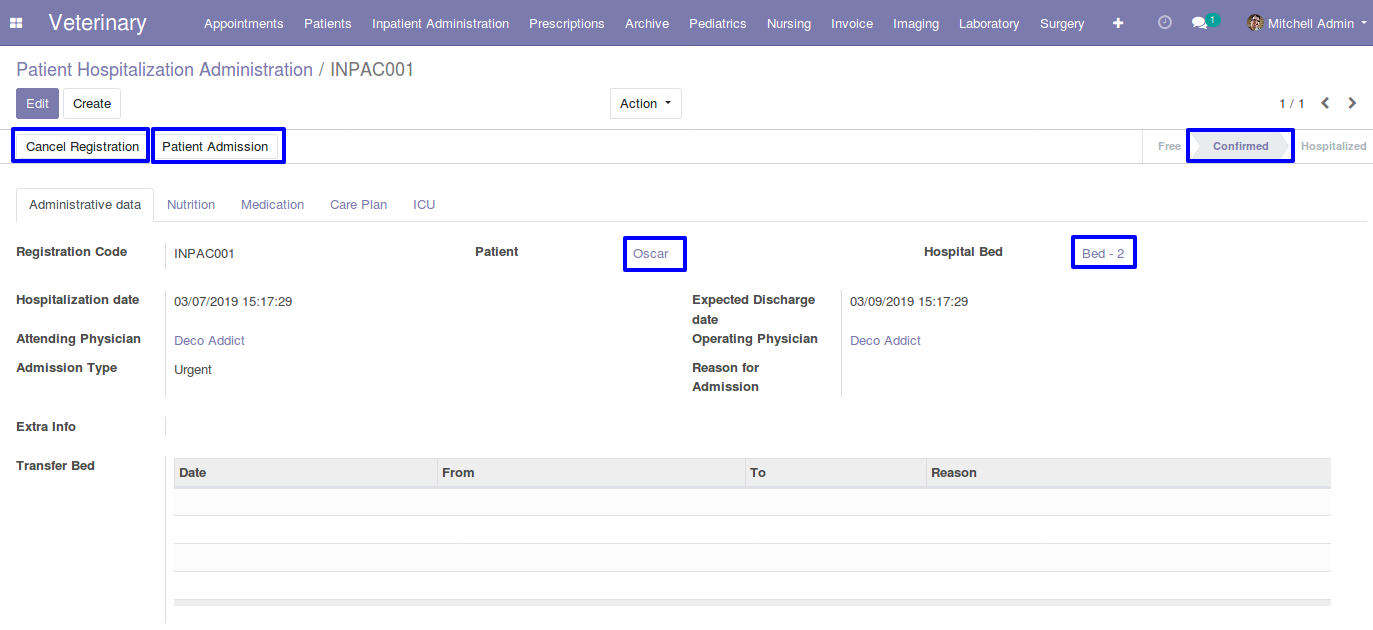 Veterinary Appointments Patients Inpatient Administration Prescriptions Archive Pediatrics Nursing Invoice Imaging Laboratory Surgery 1 Mitchell Admin
Patient Hospitalization Administration / INPAC001
Edit Create Action 1 / 1
Cancel Registration Patient Admission Free Confirmed Hospitalized
Administrative data Nutrition Medication Care Plan ICU
Registration Code INPAC001 Patient Oscar Hospital Bed Bed - 2
Hospitalization date 03/07/2019 15:17:29 Expected Discharge date 03/09/2019 15:17:29
Attending Physician Deco Addict Operating Physician Deco Addict
Admission Type Urgent Reason for Admission
Extra Info
Transfer Bed Date From To Reason